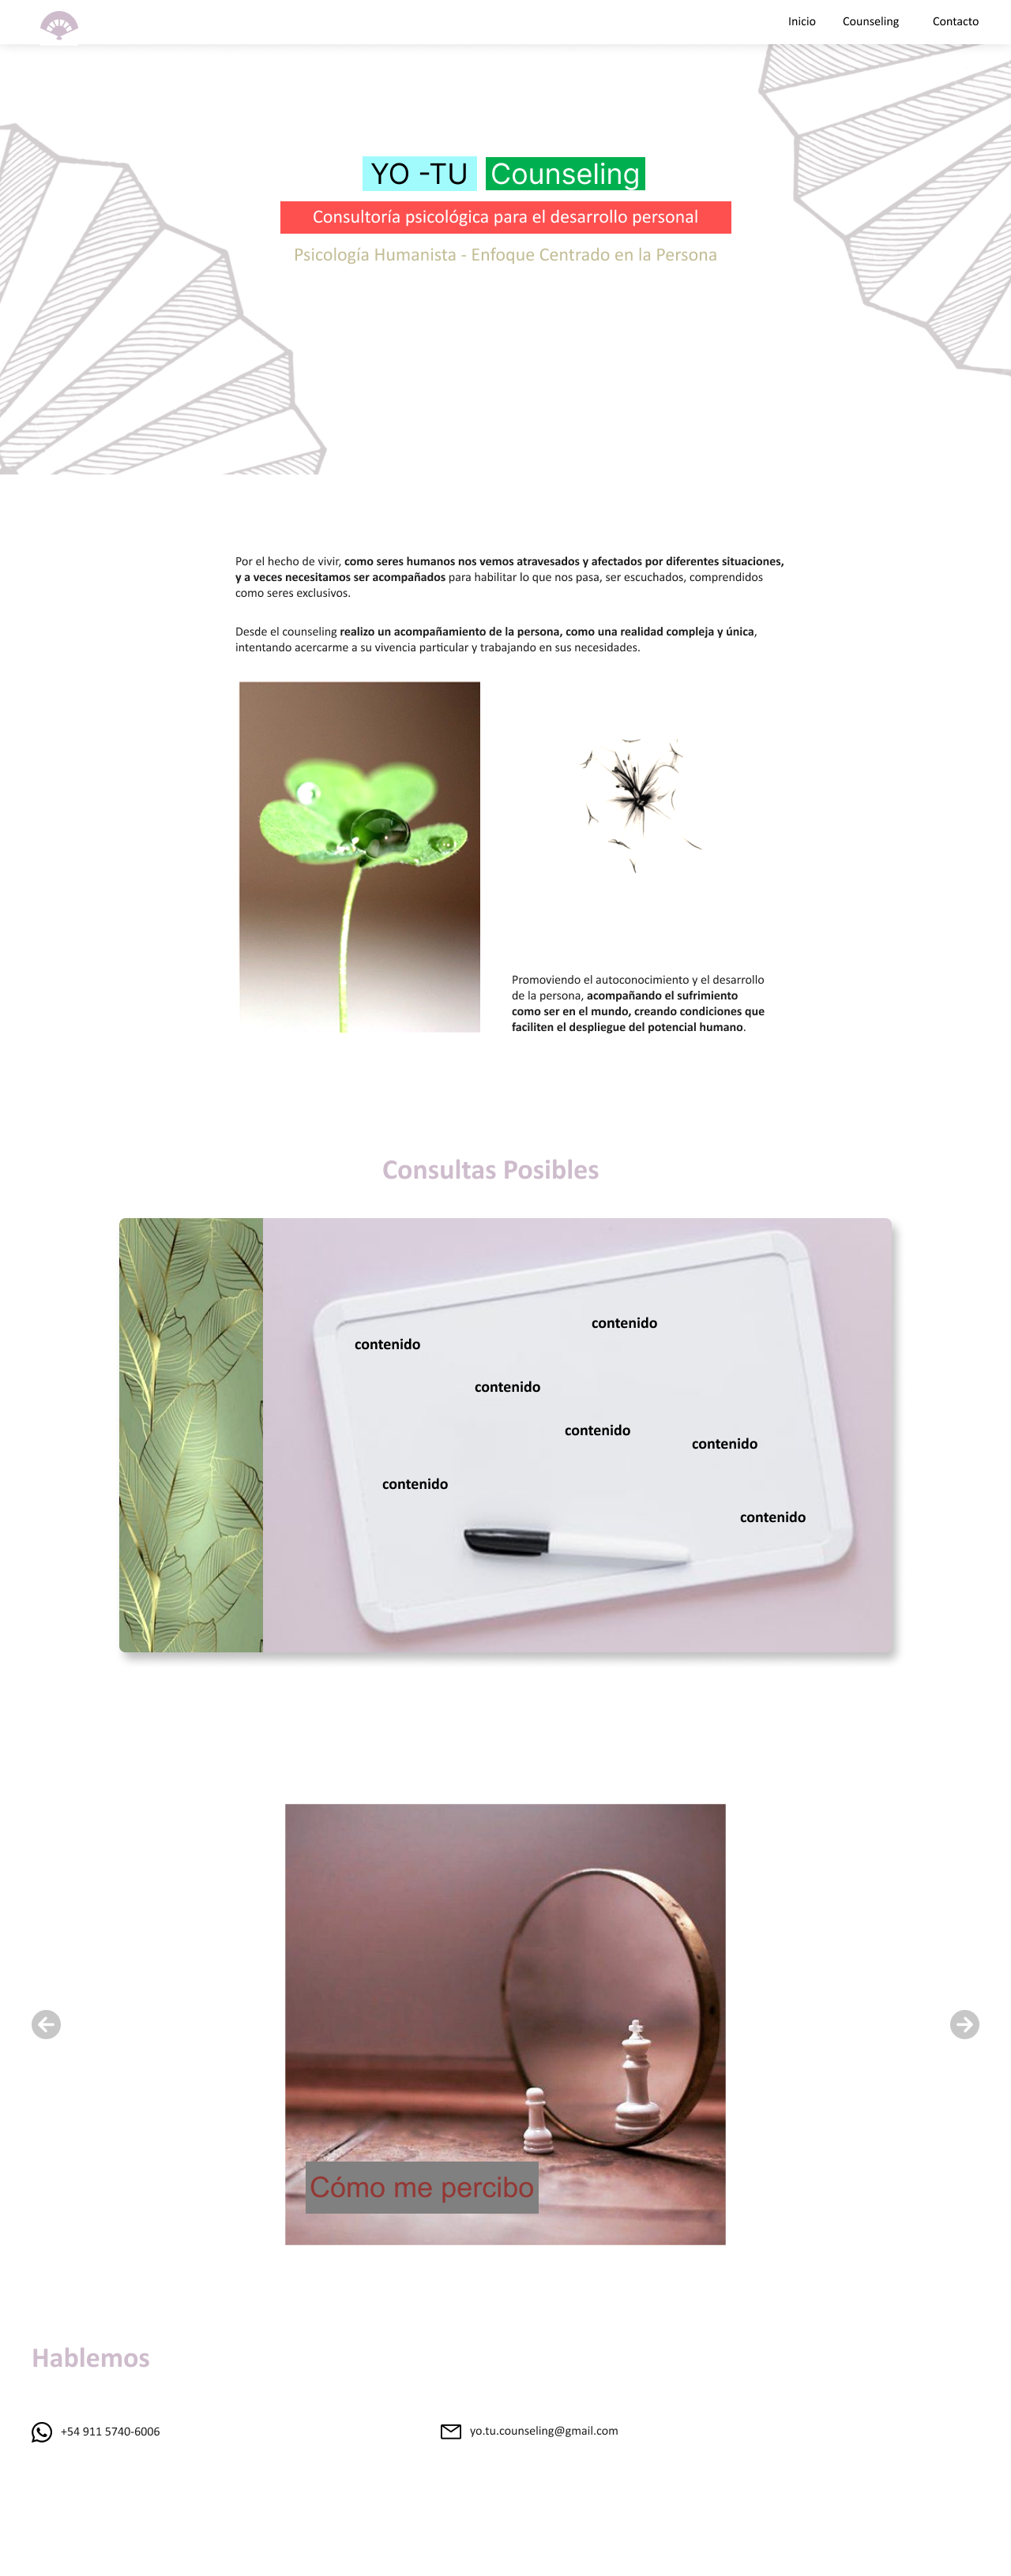 Inicio Counseling Contacto
YO -TU Counseling
Consultoría psicológica para el desarrollo personal
Psicología Humanista - Enfoque Centrado en la Persona
Por el hecho de vivir, como seres humanos nos vemos atravesados y afectados por diferentes situaciones,
y a veces necesitamos ser acompañados para habilitar lo que nos pasa, ser escuchados, comprendidos
como seres exclusivos.
Desde el counseling realizo un acompañamiento de la persona, como una realidad compleja y única,
intentando acercarme a su vivencia particular y trabajando en sus necesidades.
Promoviendo el autoconocimiento y el desarrollo
de la persona, acompañando el sufrimiento
como ser en el mundo, creando condiciones que
faciliten el despliegue del potencial humano.
Consultas Posibles
contenido
contenido
contenido
contenido
contenido
contenido
contenido
Cómo me percibo
Hablemos
+54 911 5740-6006
yo.tu.counseling@gmail.com